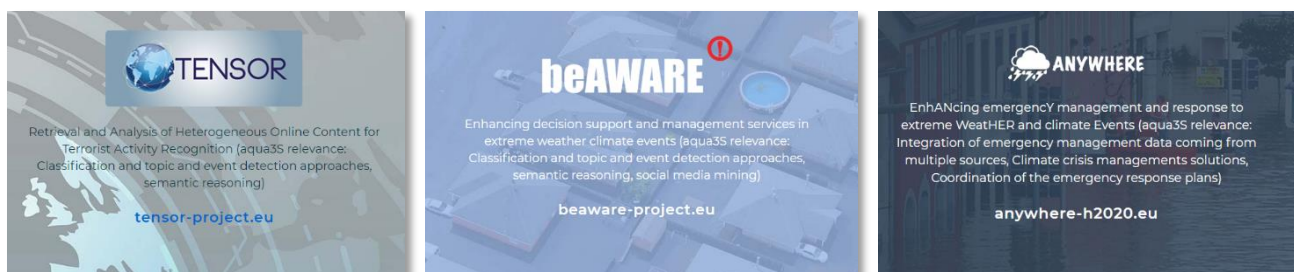 TENSOR
Retrieval and Analysis of Heterogeneous Online Content for
Terrorist Activity Recognition (aqua3S relevance:
Classification and topic and event detection approaches,
semantic reasoning)
tensor-project.eu
beAWARE
Enhancing decision support and management services in
extreme weather climate events (aqua3S relevance:
Classification and topic and event detection approaches,
semantic reasoning, social media mining)
beaware-project.eu
ANYWHERE
EnhANcing emergencY management and response to
extreme WeatHER and climate Events (aqua3S relevance:
Integration of emergency management data coming from
multiple sources, Climate crisis managements solutions,
Coordination of the emergency response plans)
anywhere-h2020.eu